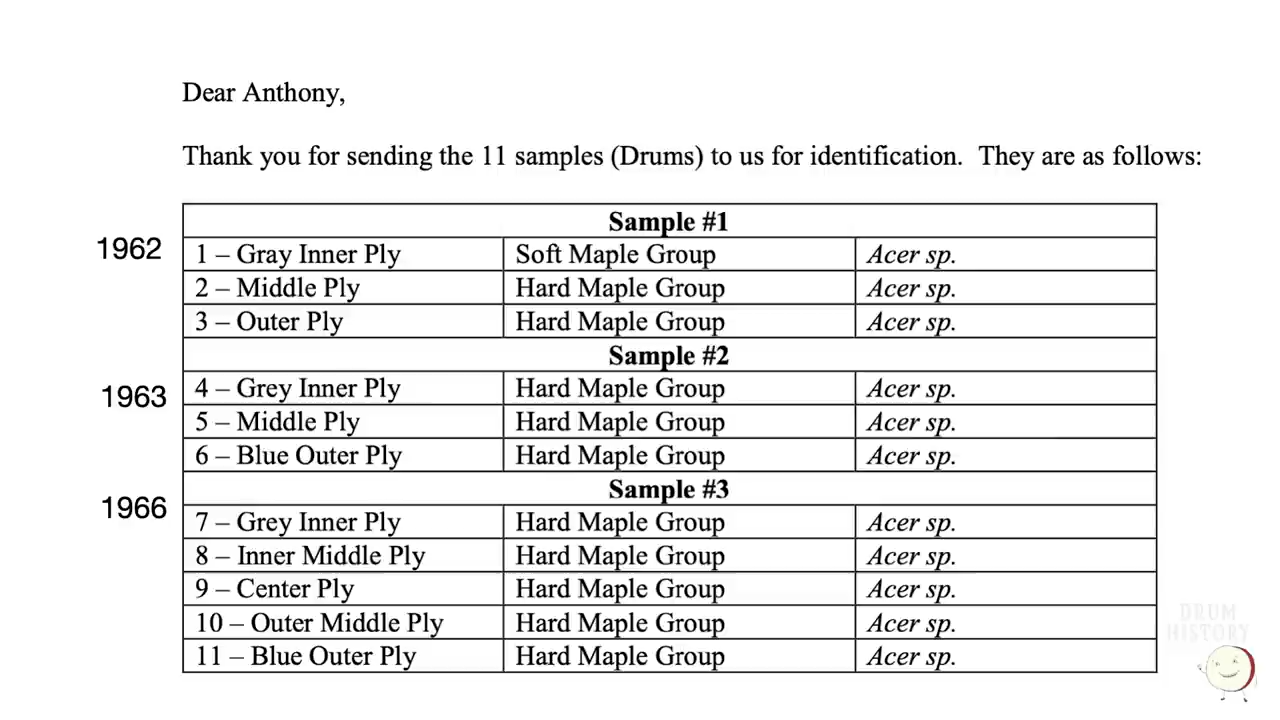 Dear Anthony,
Thank you for sending the 11 samples (Drums) to us for identification. They are as follows:
Sample #1
1962
1 – Gray Inner Ply Soft Maple Group Acer sp.
2 – Middle Ply Hard Maple Group Acer sp.
3 – Outer Ply Hard Maple Group Acer sp.
Sample #2
1963
4 – Grey Inner Ply Hard Maple Group Acer sp.
5 – Middle Ply Hard Maple Group Acer sp.
6 – Blue Outer Ply Hard Maple Group Acer sp.
Sample #3
1966
7 – Grey Inner Ply Hard Maple Group Acer sp.
8 – Inner Middle Ply Hard Maple Group Acer sp.
9 – Center Ply Hard Maple Group Acer sp.
10 – Outer Middle Ply Hard Maple Group Acer sp.
11 – Blue Outer Ply Hard Maple Group Acer sp.
DRUM
HISTORY